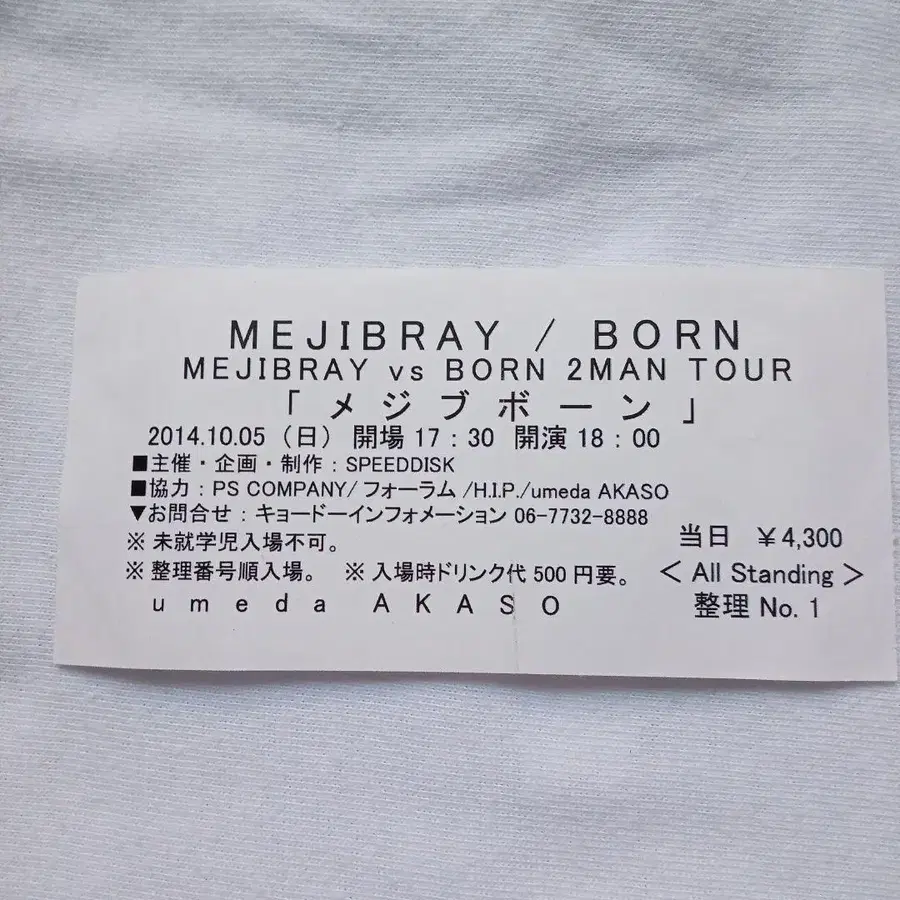 MEJIBRAY / BORN
MEJIBRAY vs BORN 2MAN TOUR
「メジブボーン」
2014.10.05（日） 開場 17：30 開演 18：00
■主催・企画・制作：SPEEDDISK
■協力：PS COMPANY/ フォーラム /H.I.P./umeda AKASO
▼お問合せ：キョードーインフォメーション 06-7732-8888
※ 未就学児入場不可。
当日 ￥4,300
※ 整理番号順入場。 ※ 入場時ドリンク代 500 円要。
＜ All Standing ＞
umeda AKASO
整理 No. 1